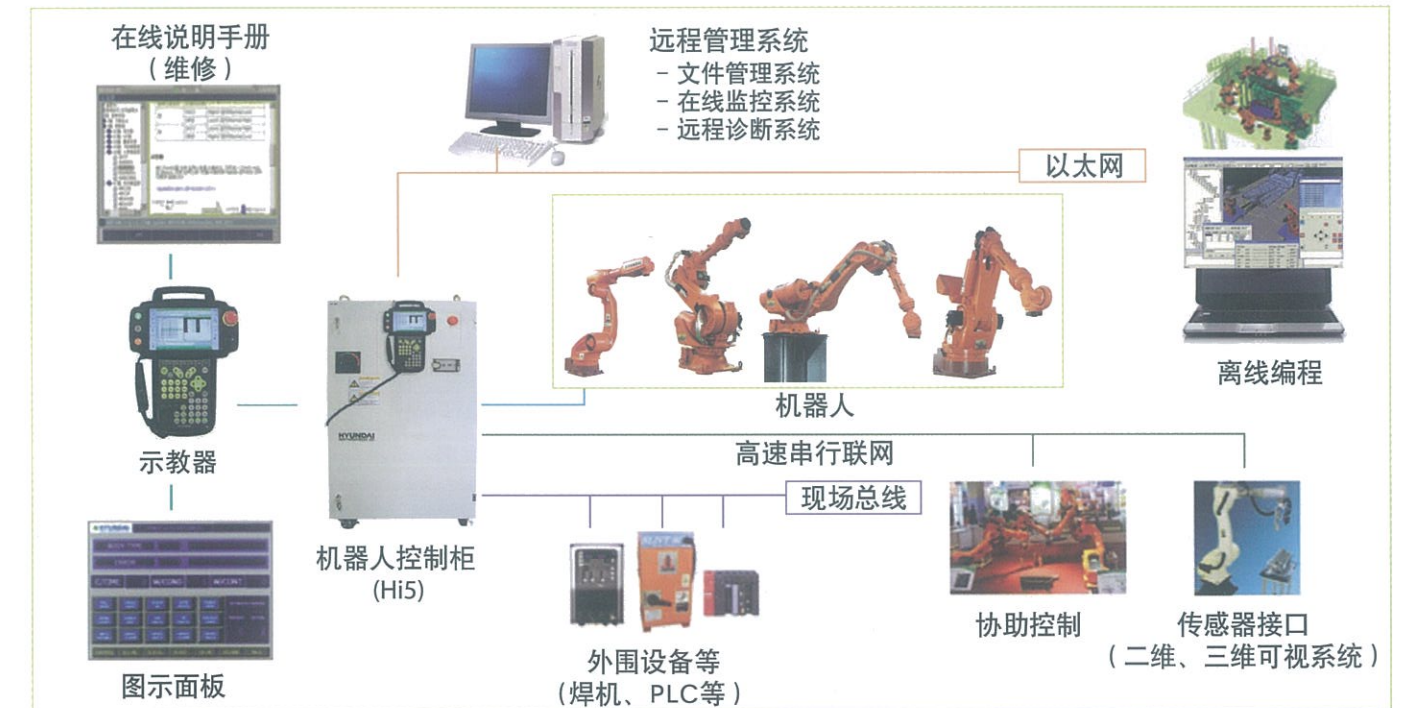 在线说明手册
（维修）
远程管理系统
- 文件管理系统
- 在线监控系统
- 远程诊断系统
以太网
离线编程
机器人
示教器
HYUNDAI
高速串行联网
现场总线
机器人控制柜
(Hi5)
HYUNDAI
图示面板
外围设备等
（焊机、PLC等）
协助控制
传感器接口
（二维、三维可视系统）